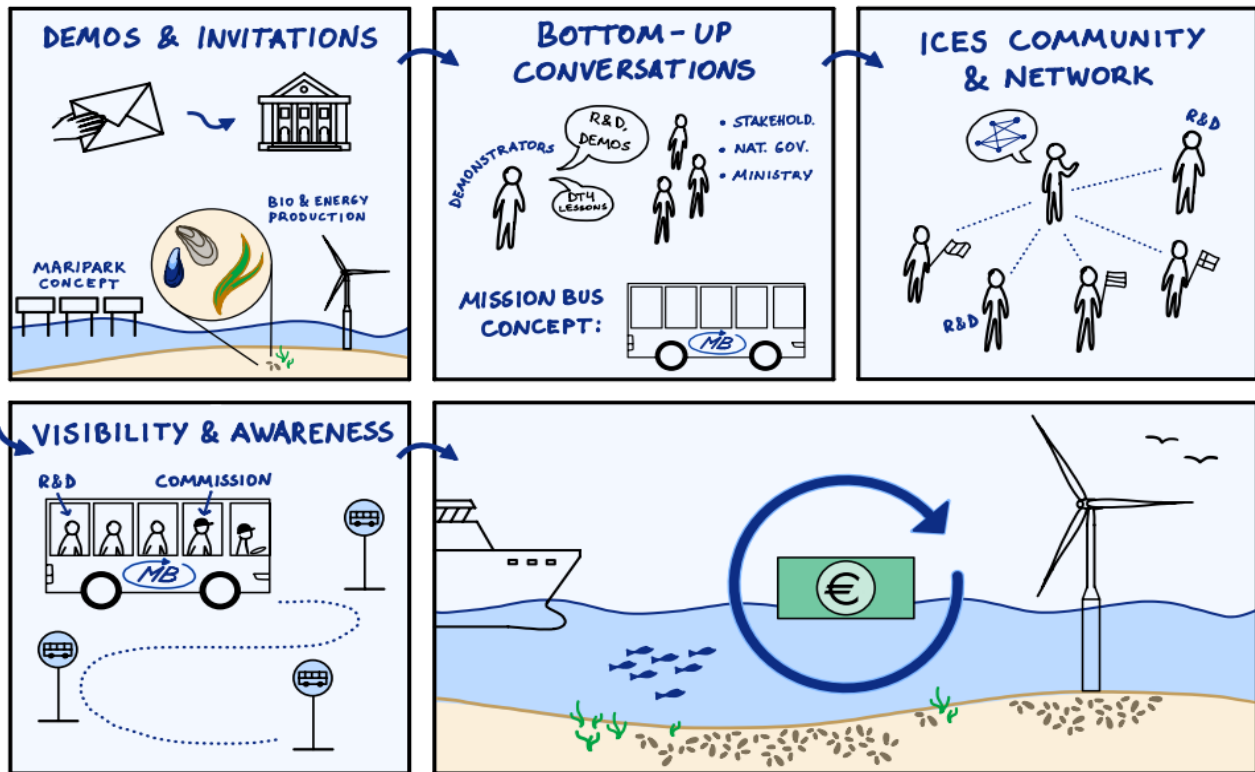 DEMOS & INVITATIONS
BIO & ENERGY
PRODUCTION
MARIPARK
CONCEPT
BOTTOM-UP
CONVERSATIONS
DEMONSTRATORS
R&D,
DEMOS
DT4
LESSONS
• STAKEHOLD.
• NAT. GOV.
• MINISTRY
MISSION BUS
CONCEPT:
MB
ICES COMMUNITY
& NETWORK
R&D
R&D
VISIBILITY & AWARENESS
R&D
COMMISSION
MB
€